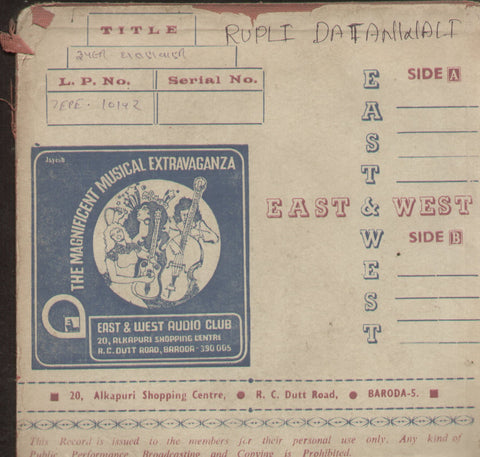 TITLE
RUPLI DATANWALI
L. P. No.
Serial No.
7EPE. 10142
SIDE A
EAST & WEST
EAST & WEST
SIDE B
Jayesh
THE MAGNIFICENT MUSICAL EXTRAVAGANZA
EAST & WEST AUDIO CLUB
20, ALKAPURI SHOPPING CENTRE
R. C. DUTT ROAD, BARODA-390 005
■ 20, Alkapuri Shopping Centre, ● R. C. Dutt Road, ● BARODA-5. ■
This Record is issued to the members for their personal use only. Any kind of
Public Performance, Broadcasting and Copying is Prohibited.